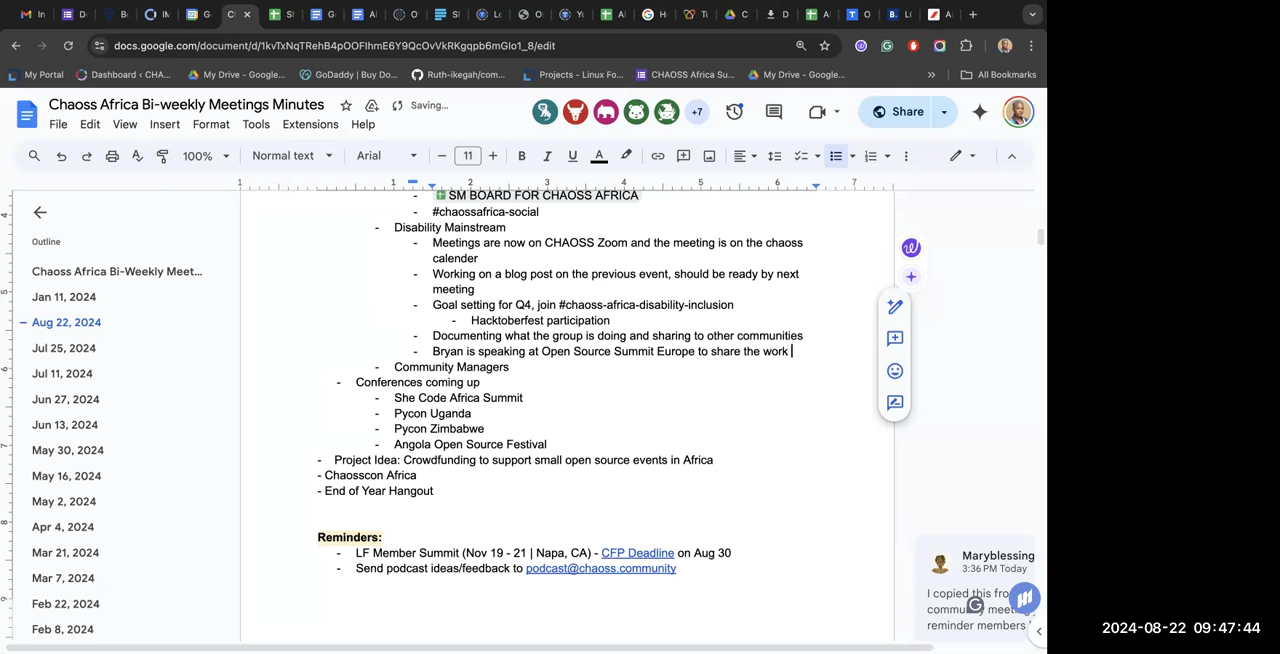 docs.google.com/document/d/1kvTxNqTRehB4pOOFIhmE6Y9QcOvVkRKgqpb6mGlo1_8/edit
My Portal
Dashboard ‹ CHA...
My Drive – Google...
GoDaddy | Buy Do...
Ruth-ikegah/com...
Projects – Linux Fo...
CHAOSS Africa Su...
My Drive – Google...
»
All Bookmarks
Chaoss Africa Bi-weekly Meetings Minutes
Saving...
+7
Share
File Edit View Insert Format Tools Extensions Help
100%
Normal text
Arial
11
B I U A
1 1 2 3 4 5 6 7
Outline
Chaoss Africa Bi-Weekly Meet...
Jan 11, 2024
Aug 22, 2024
Jul 25, 2024
Jul 11, 2024
Jun 27, 2024
Jun 13, 2024
May 30, 2024
May 16, 2024
May 2, 2024
Apr 4, 2024
Mar 21, 2024
Mar 7, 2024
Feb 22, 2024
Feb 8, 2024
- SM BOARD FOR CHAOSS AFRICA
- #chaossafrica-social
- Disability Mainstream
- Meetings are now on CHAOSS Zoom and the meeting is on the chaoss
calender
- Working on a blog post on the previous event, should be ready by next
meeting
- Goal setting for Q4, join #chaoss-africa-disability-inclusion
- Hacktoberfest participation
- Documenting what the group is doing and sharing to other communities
- Bryan is speaking at Open Source Summit Europe to share the work
- Community Managers
- Conferences coming up
- She Code Africa Summit
- Pycon Uganda
- Pycon Zimbabwe
- Angola Open Source Festival
- Project Idea: Crowdfunding to support small open source events in Africa
- Chaosscon Africa
- End of Year Hangout
Reminders:
- LF Member Summit (Nov 19 - 21 | Napa, CA) - CFP Deadline on Aug 30
- Send podcast ideas/feedback to podcast@chaoss.community
Maryblessing
3:36 PM Today
I copied this fro
commu meet
reminder members
2024-08-22 09:47:44